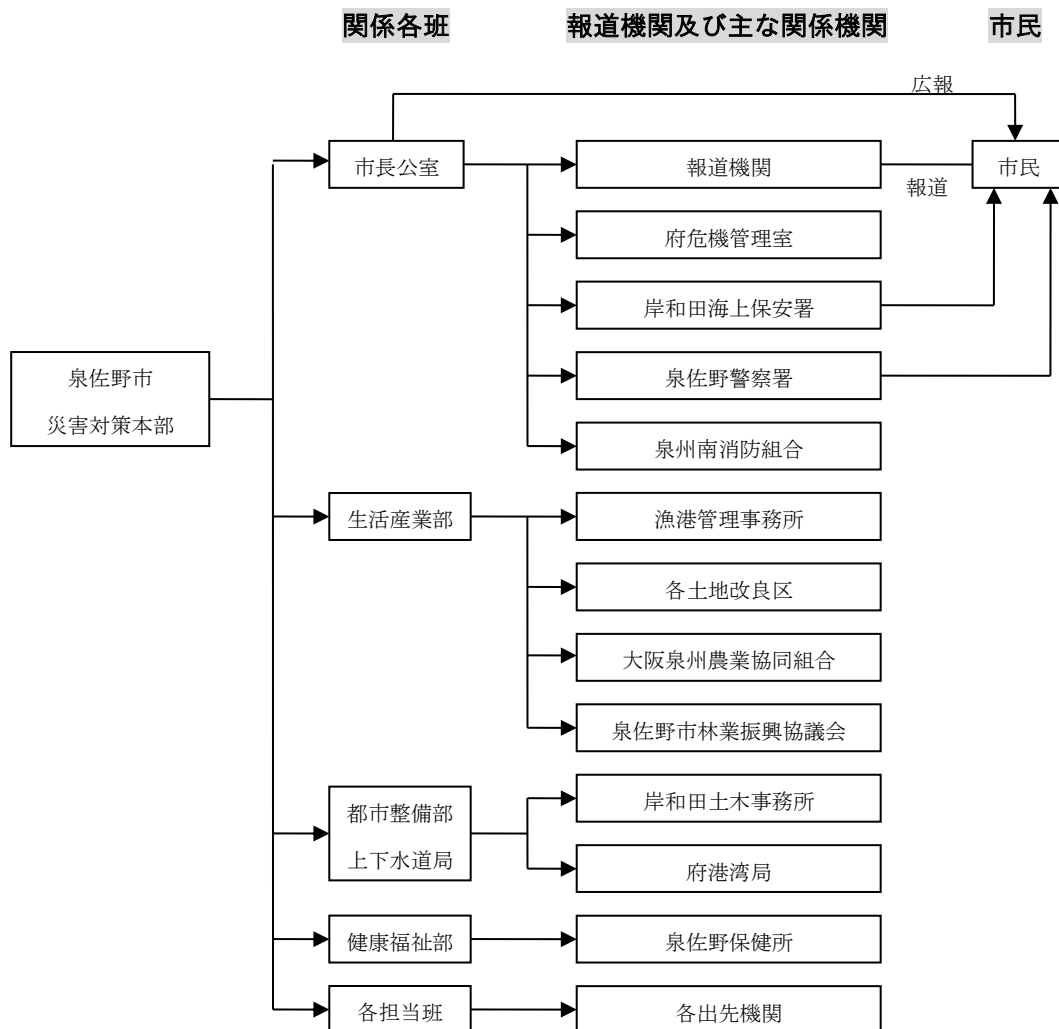 関係各班
報道機関及び主な関係機関
市民
広報
市長公室
報道機関
報道
市民
府危機管理室
岸和田海上保安署
泉佐野市
災害対策本部
泉佐野警察署
泉州南消防組合
生活産業部
漁港管理事務所
各土地改良区
大阪泉州農業協同組合
泉佐野市林業振興協議会
都市整備部
上下水道局
岸和田土木事務所
府港湾局
健康福祉部
泉佐野保健所
各担当班
各出先機関